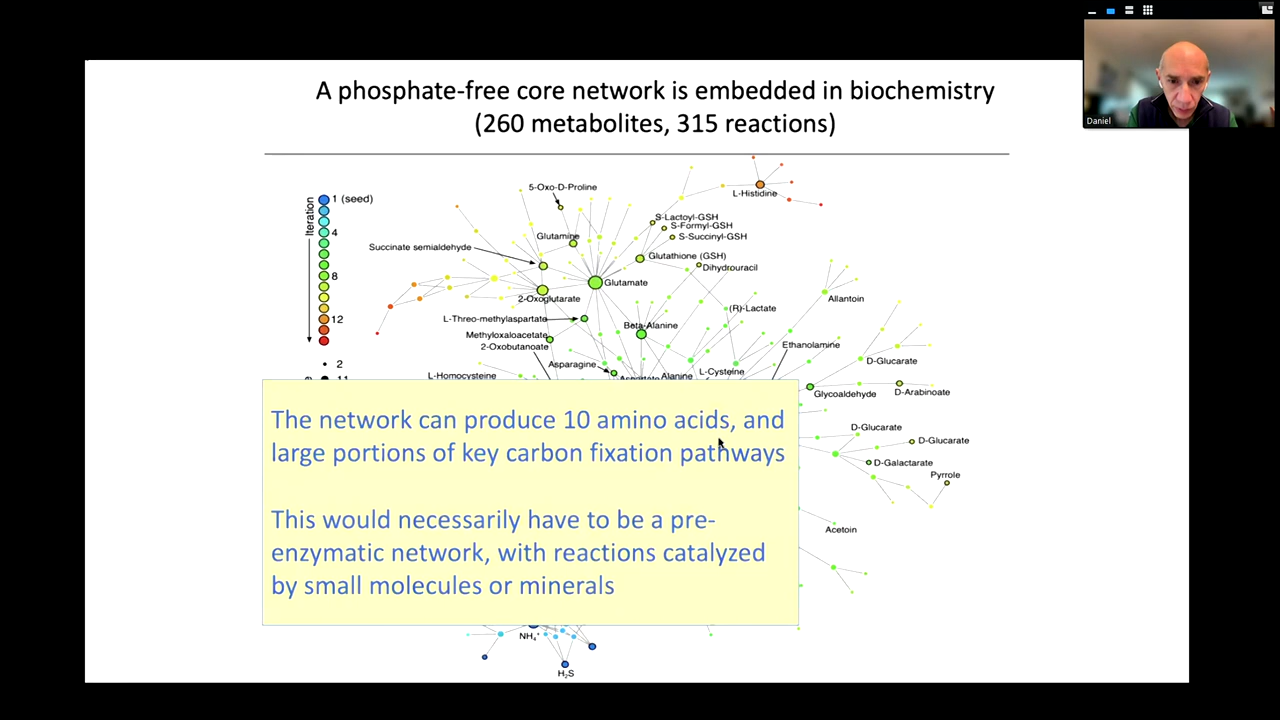 A phosphate-free core network is embedded in biochemistry
(260 metabolites, 315 reactions)
Daniel
Iteration
1 (seed)
4
8
12
2
11
5-Oxo-D-Proline
L-Histidine
S-Lactoyl-GSH
S-Formyl-GSH
S-Succinyl-GSH
Glutamine
Succinate semialdehyde
Glutathione (GSH)
Dihydrouracil
Glutamate
2-Oxoglutarate
Allantoin
(R)-Lactate
L-Threo-methylaspartate
Beta-Alanine
Methyloxaloacetate
2-Oxobutanoate
Ethanolamine
Asparagine
D-Glucarate
L-Homocysteine
Aspartate
Alanine
L-Cysteine
Glycoaldehyde
D-Arabinoate
The network can produce 10 amino acids, and
large portions of key carbon fixation pathways
This would necessarily have to be a pre-
enzymatic network, with reactions catalyzed
by small molecules or minerals
D-Glucarate
D-Glucarate
D-Galactarate
Pyrrole
Acetoin
NH4+
H2S